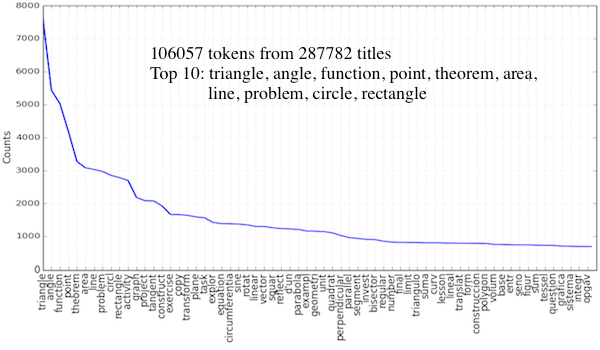 8000
7000
6000
5000
4000
3000
2000
1000
0
Counts
106057 tokens from 287782 titles
Top 10: triangle, angle, function, point, theorem, area,
line, problem, circle, rectangle
triangle
angle
function
point
theorem
area
line
problem
circl
rectangle
activity
graph
project
tangent
construct
exercise
copy
transform
plane
task
explor
equation
circumferentia
sine
rotat
linear
vector
squar
reflect
d'un
parabola
exampl
geometri
unit
quadrat
perpendicular
parallel
segment
invest
bisector
regular
number
linal
limit
triangulo
suma
curv
lesson
lineal
translat
form
construccion
polygon
volum
base
entr
seno
figur
sum
tessel
question
grafica
sistema
integr
opgav